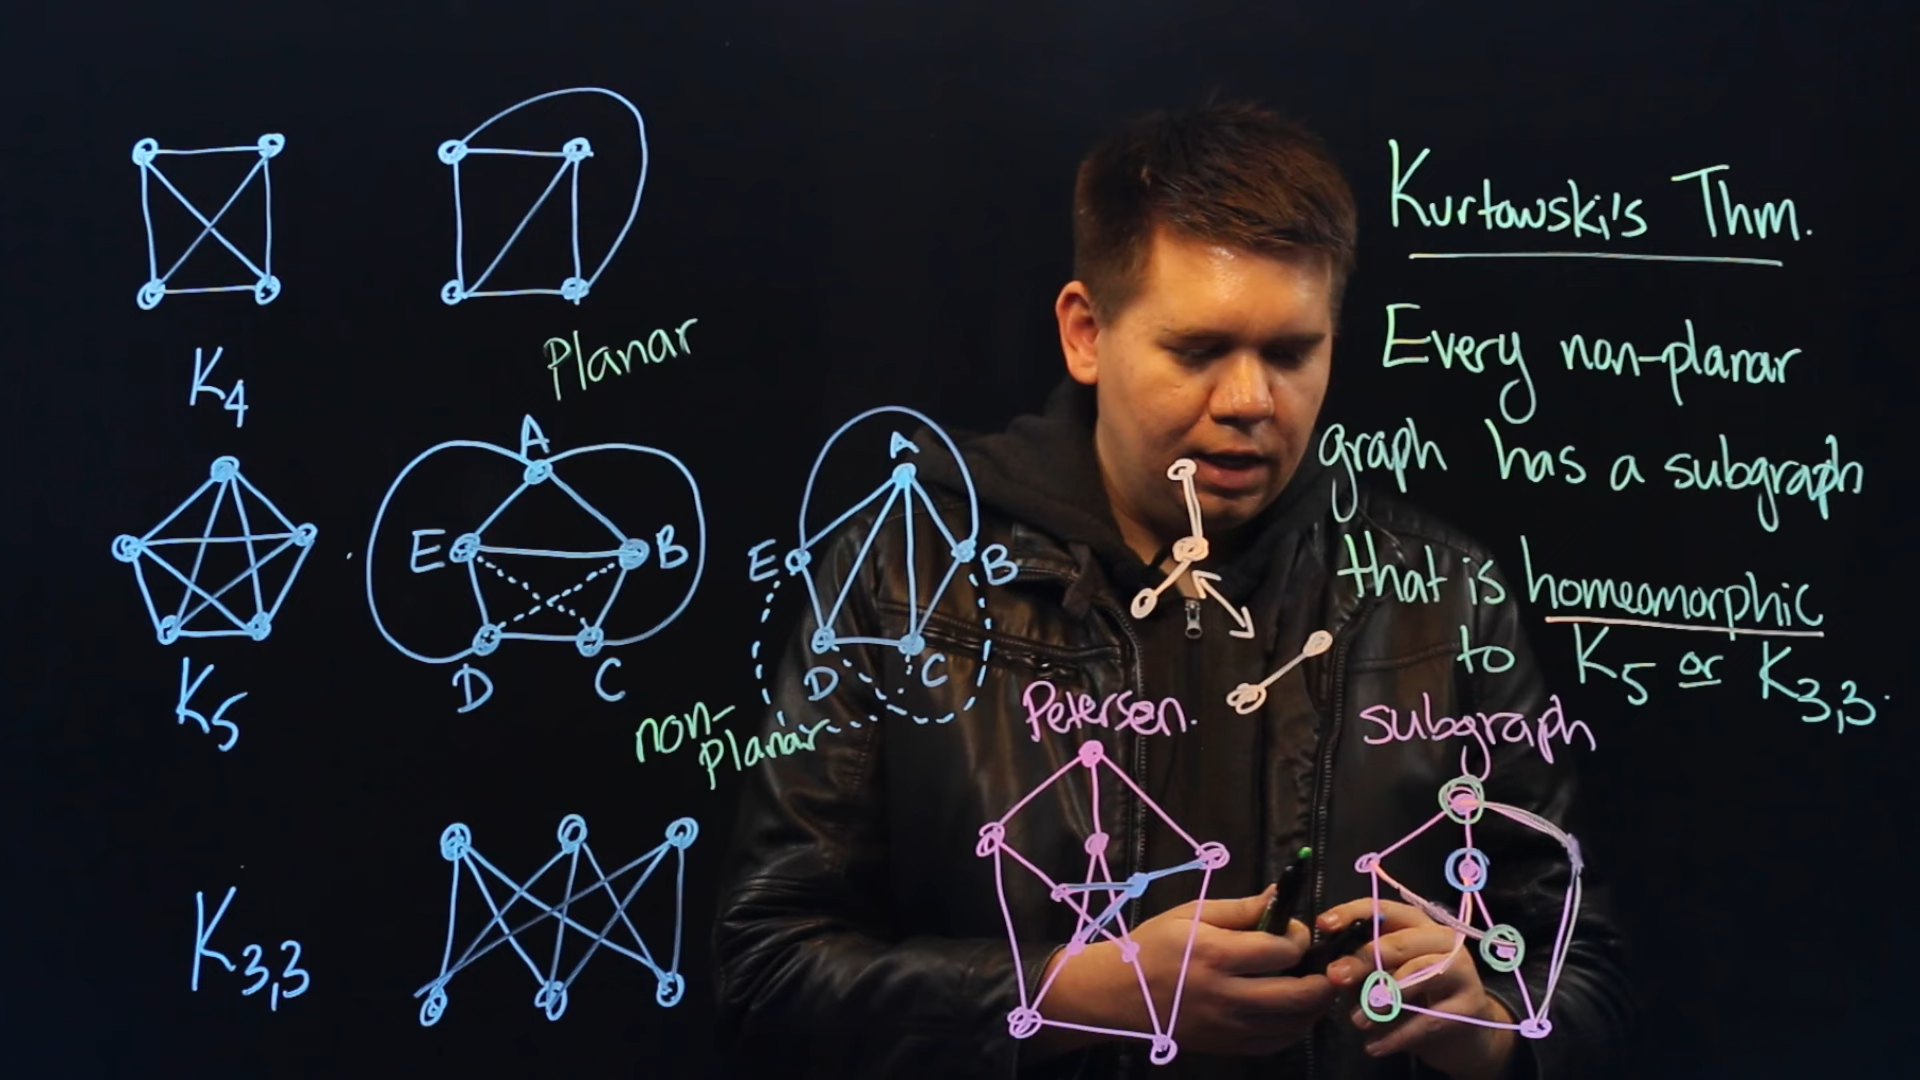 K4
Planar
A
E
B
D
C
K5
A
E
B
D
C
non-
Planar
K3,3
Kurtowski's Thm.
Every non-planar
graph has a subgraph
that is homeomorphic
to K5 or K3,3.
Petersen.
subgraph